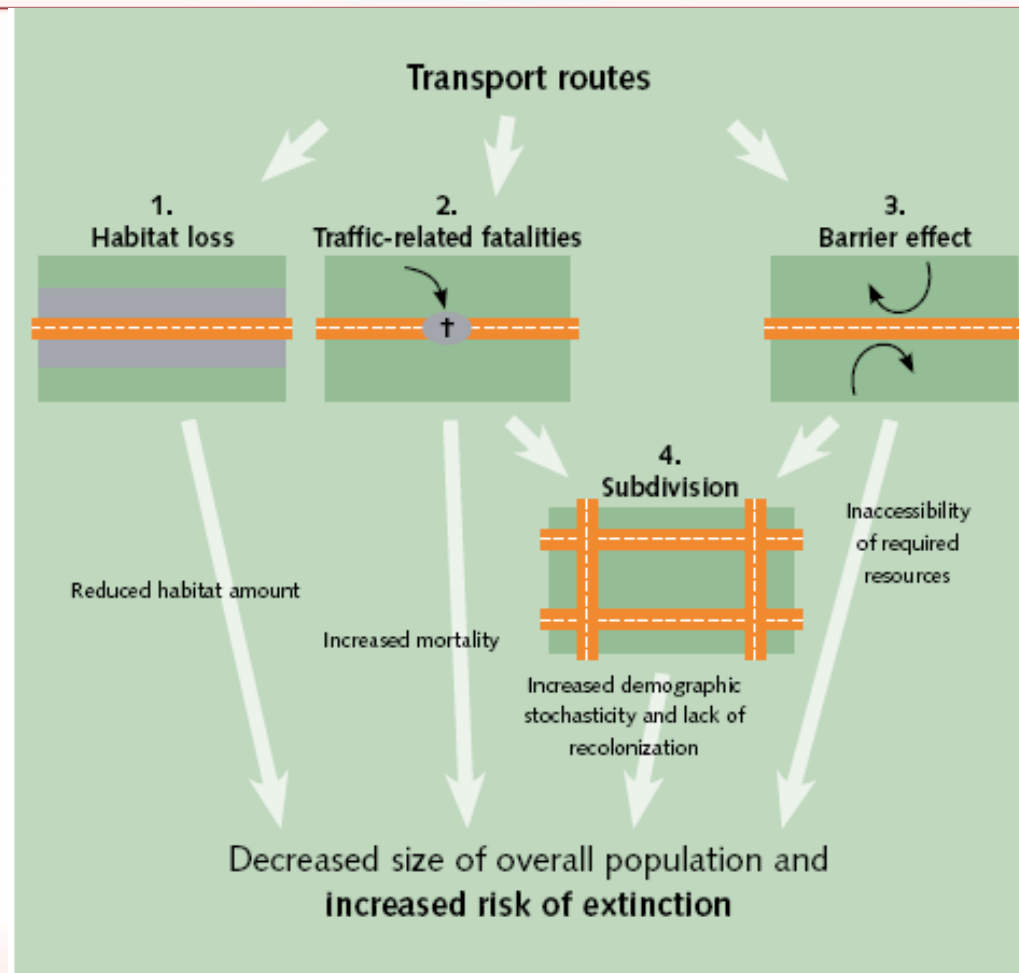 Transport routes
1.
Habitat loss
2.
Traffic-related fatalities
3.
Barrier effect
†
4.
Subdivision
Inaccessibility
of required
resources
Reduced habitat amount
Increased mortality
Increased demographic
stochasticity and lack of
recolonization
Decreased size of overall population and
increased risk of extinction